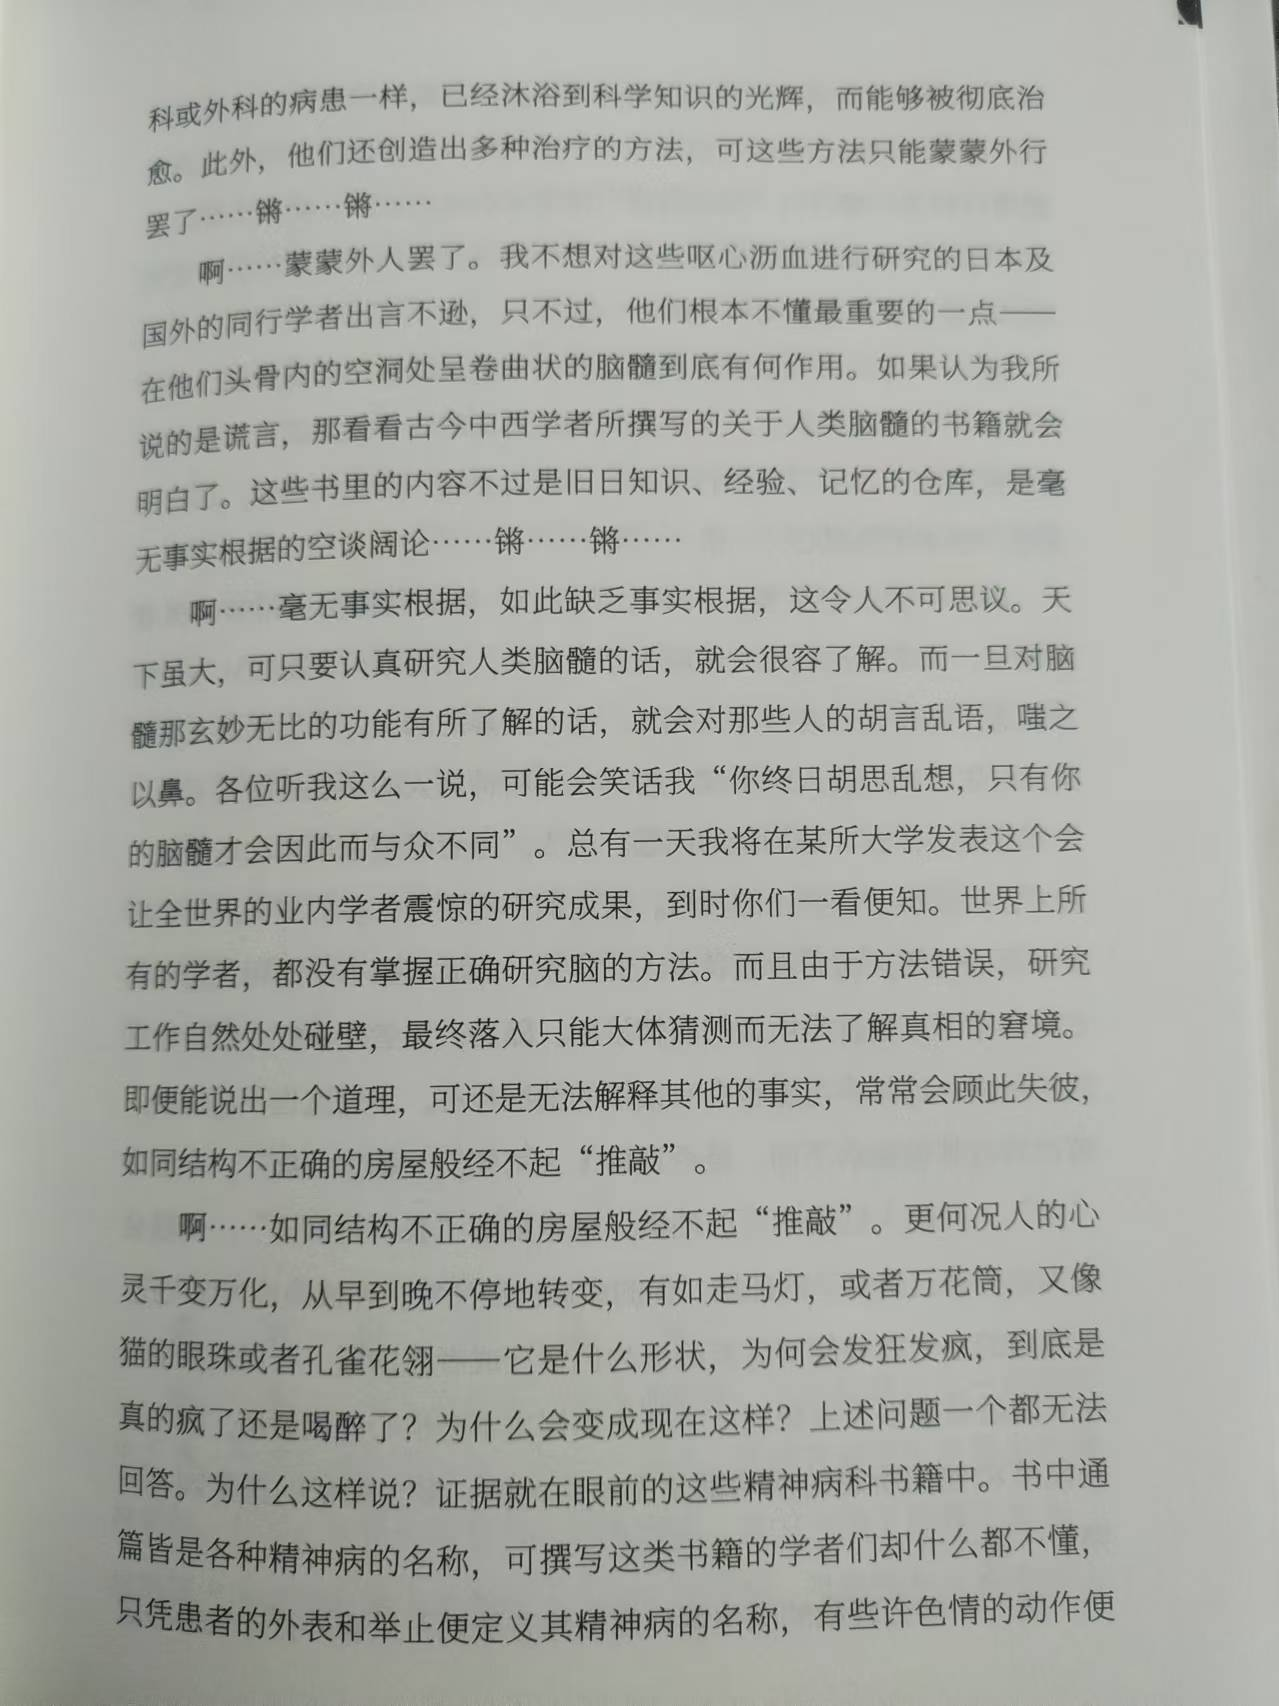 科或外科的病患一样，已经沐浴到科学知识的光辉，而能够被彻底治
愈。此外，他们还创造出多种治疗的方法，可这些方法只能蒙蒙外行
罢了……锵……锵……
啊……蒙蒙外人罢了。我不想对这些呕心沥血进行研究的日本及
国外的同行学者出言不逊，只不过，他们根本不懂最重要的一点——
在他们头骨内的空洞处呈卷曲状的脑髓到底有何作用。如果认为我所
说的是谎言，那看看古今中西学者所撰写的关于人类脑髓的书籍就会
明白了。这些书里的内容不过是旧日知识、经验、记忆的仓库，是毫
无事实根据的空谈阔论……锵……锵……
啊……毫无事实根据，如此缺乏事实根据，这令人不可思议。天
下虽大，可只要认真研究人类脑髓的话，就会很容了解。而一旦对脑
髓那玄妙无比的功能有所了解的话，就会对那些人的胡言乱语，嗤之
以鼻。各位听我这么一说，可能会笑话我“你终日胡思乱想，只有你
的脑髓才会因此而与众不同”。总有一天我将在某所大学发表这个会
让全世界的业内学者震惊的研究成果，到时你们一看便知。世界上所
有的学者，都没有掌握正确研究脑的方法。而且由于方法错误，研究
工作自然处处碰壁，最终落入只能大体猜测而无法了解真相的窘境。
即便能说出一个道理，可还是无法解释其他的事实，常常会顾此失彼，
如同结构不正确的房屋般经不起“推敲”。
啊……如同结构不正确的房屋般经不起“推敲”。更何况人的心
灵千变万化，从早到晚不停地转变，有如走马灯，或者万花筒，又像
猫的眼珠或者孔雀花翎——它是什么形状，为何会发狂发疯，到底是
真的疯了还是喝醉了？为什么会变成现在这样？上述问题一个都无法
回答。为什么这样说？证据就在眼前的这些精神病科书籍中。书中通
篇皆是各种精神病的名称，可撰写这类书籍的学者们却什么都不懂，
只凭患者的外表和举止便定义其精神病的名称，有些许色情的动作便